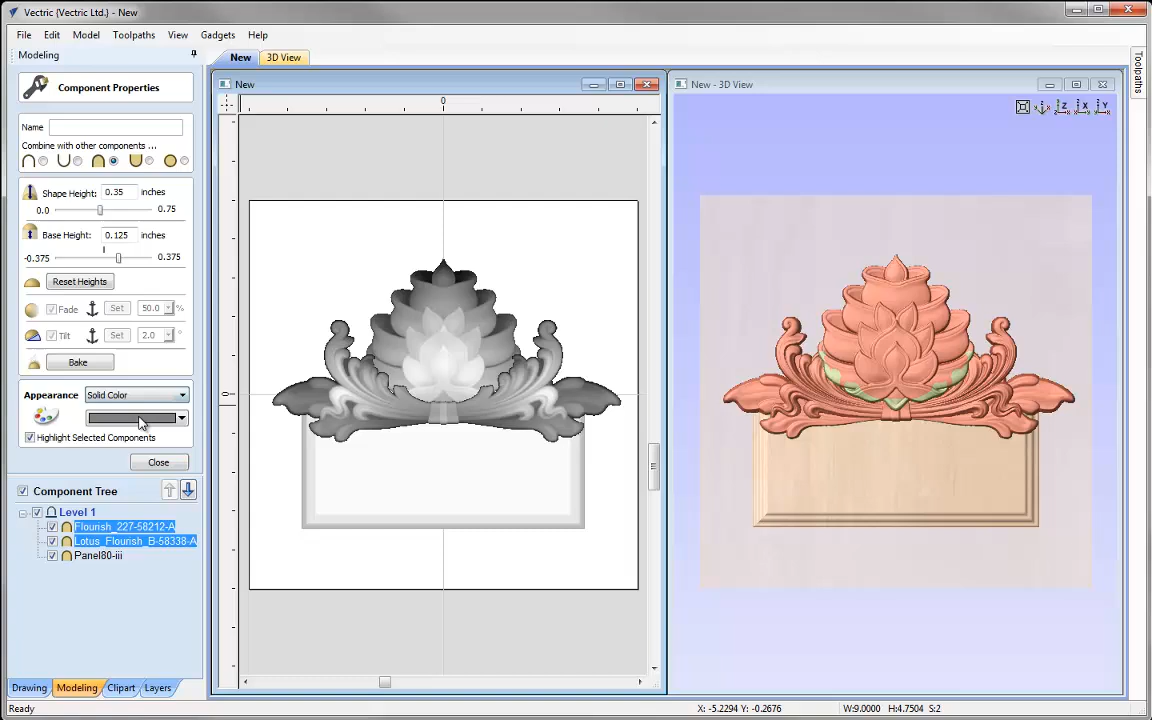 Vectric {Vectric Ltd.} - New
File Edit Model Toolpaths View Gadgets Help
Modeling
New 3D View
Toolpaths
Component Properties
New
New - 3D View
0
Z X Y
Name
Combine with other components ...
Shape Height: 0.35 inches
0.0 0.75
Base Height: 0.125 inches
-0.375 0.375
Reset Heights
Fade Set 50.0 %
Tilt Set 2.0 °
Bake
Appearance Solid Color
0
Highlight Selected Components
Close
Component Tree
Level 1
Flourish_227-58212-A
Lotus_Flourish_B-58338-A
Panel80-iii
Drawing Modeling Clipart Layers
Ready X: -5.2294 Y: -0.2676 W:9.0000 H:4.7504 S:2